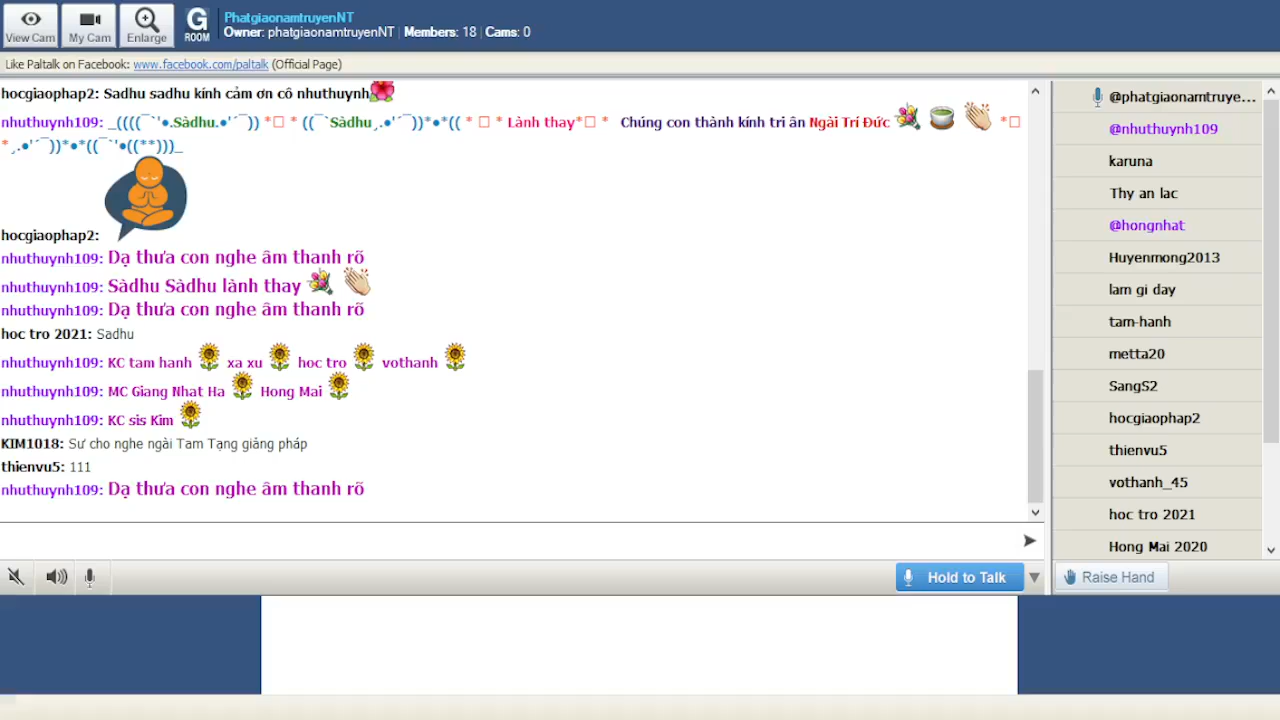 View Cam
My Cam
Enlarge
G
ROOM
PhatgiaonamtruyenNT
Owner: phatgiaonamtruyenNT | Members: 18 | Cams: 0
Like Paltalk on Facebook: www.facebook.com/paltalk (Official Page)
hocgiaophap2: Sadhu sadhu kính cảm ơn cô nhuthuynh
nhuthuynh109: _((((¯`'•.Sàdhu.•'´¯)) *□ * ((¯`Sàdhu¸.•'´¯))*•*(( * □ * Lành thay*□ * Chúng con thành kính tri ân Ngài Trí Đức *□
*¸.•'´¯))*•*((¯`'•((**)))_
hocgiaophap2:
nhuthuynh109: Dạ thưa con nghe âm thanh rõ
nhuthuynh109: Sàdhu Sàdhu lành thay
nhuthuynh109: Dạ thưa con nghe âm thanh rõ
hoc tro 2021: Sadhu
nhuthuynh109: KC tam hanh xa xu hoc tro vothanh
nhuthuynh109: MC Giang Nhat Ha Hong Mai
nhuthuynh109: KC sis Kim
KIM1018: Sư cho nghe ngài Tam Tạng giảng pháp
thienvu5: 111
nhuthuynh109: Dạ thưa con nghe âm thanh rõ
Hold to Talk
@phatgiaonamtruye...
@nhuthuynh109
karuna
Thy an lac
@hongnhat
Huyenmong2013
lam gi day
tam-hanh
metta20
SangS2
hocgiaophap2
thienvu5
vothanh_45
hoc tro 2021
Hong Mai 2020
Raise Hand